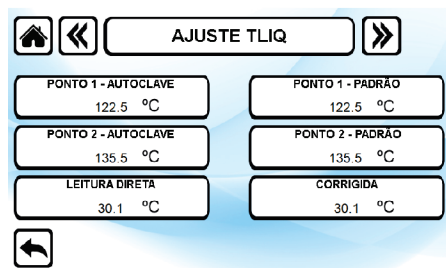 AJUSTE TLIQ
PONTO 1 - AUTOCLAVE PONTO 1 - PADRÃO
122.5 ºC 122.5 ºC
PONTO 2 - AUTOCLAVE PONTO 2 - PADRÃO
135.5 ºC 135.5 ºC
LEITURA DIRETA CORRIGIDA
30.1 ºC 30.1 ºC